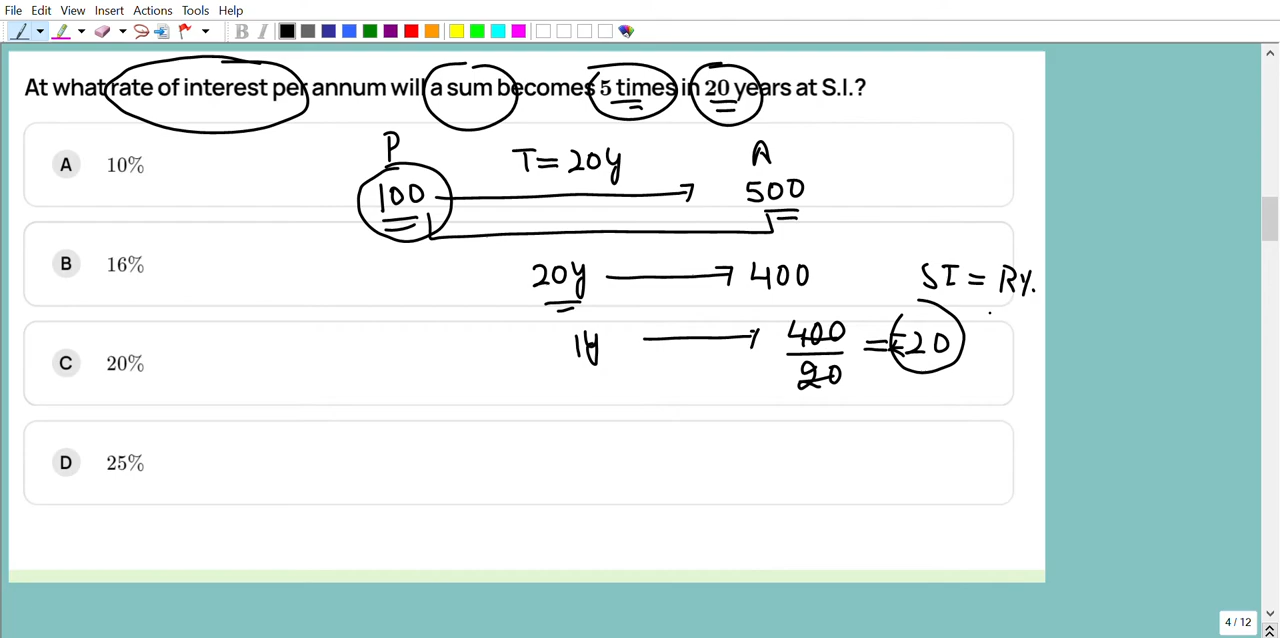 File Edit View Insert Actions Tools Help
B I
At what rate of interest per annum will a sum becomes 5 times in 20 years at S.I.?
A 10%
B 16%
C 20%
D 25%
P T = 20y A
100 500
20y 400 SI = R%
1y 400/20 = ₹20
4 / 12